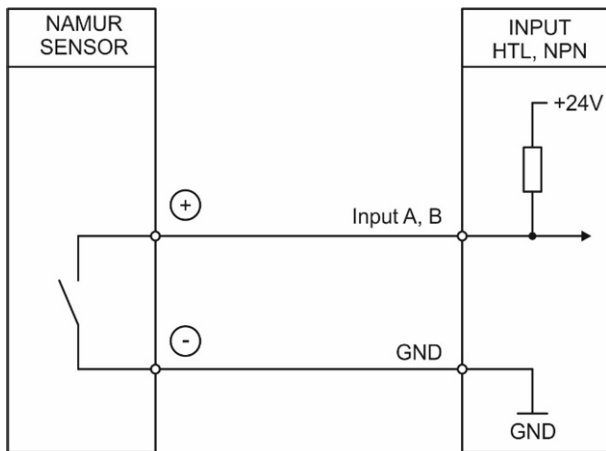 NAMUR
SENSOR
INPUT
HTL, NPN
+24V
+
Input A, B
-
GND
GND